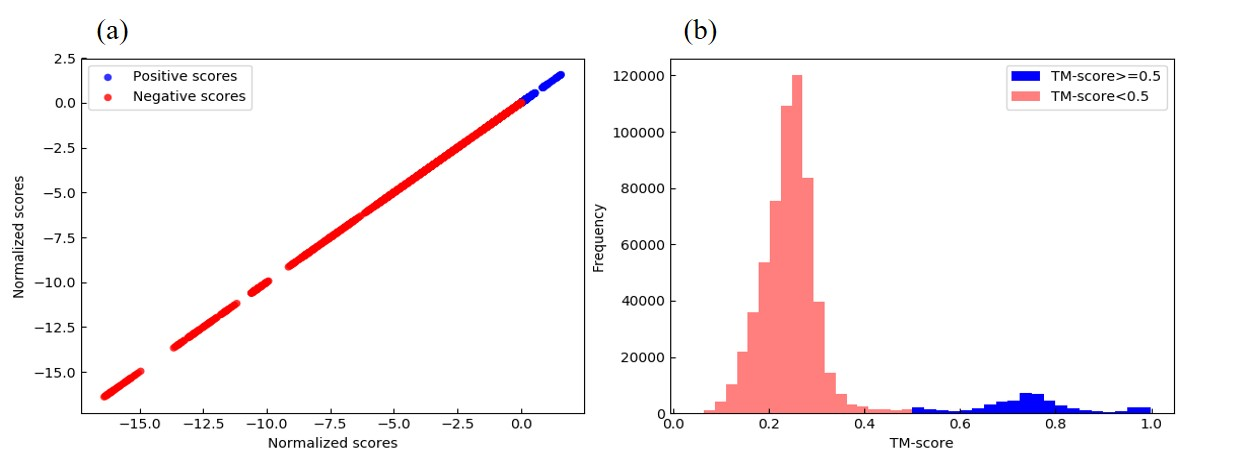 (a)
(b)
Positive scores
Negative scores
2.5
0.0
−2.5
−5.0
−7.5
−10.0
−12.5
−15.0
Normalized scores
−15.0 −12.5 −10.0 −7.5 −5.0 −2.5 0.0
Normalized scores
TM-score>=0.5
TM-score<0.5
120000
100000
80000
60000
40000
20000
0
Frequency
0.0 0.2 0.4 0.6 0.8 1.0
TM-score